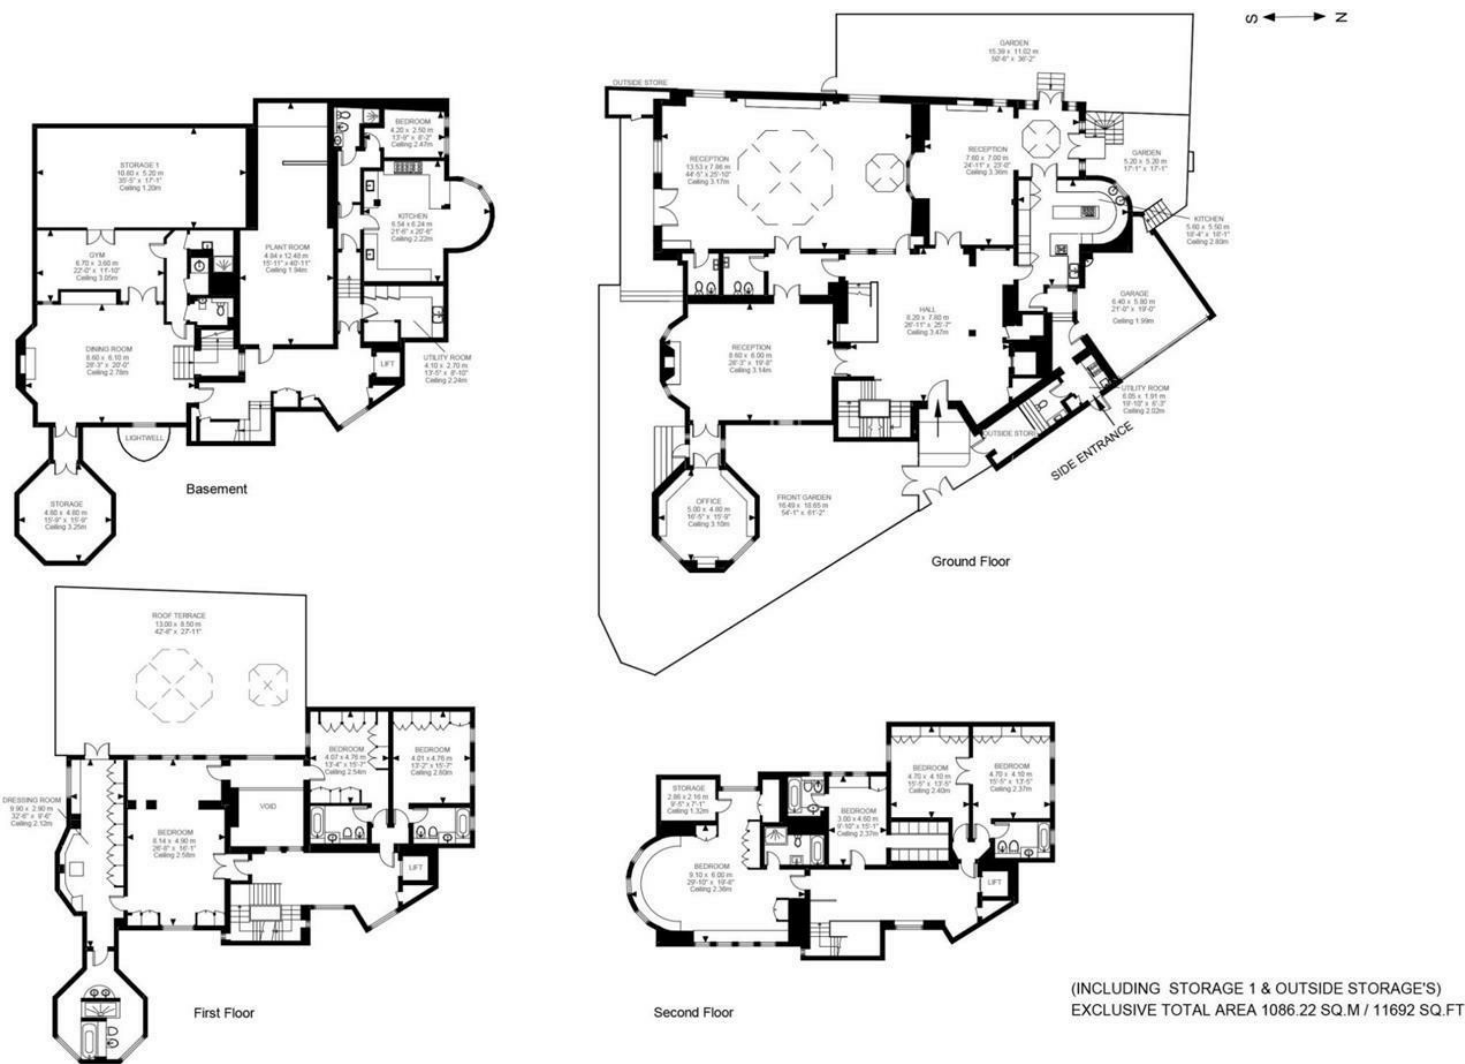 S N
OUTSIDE STORE
GARDEN
15.39 x 11.02 m
50'-6" x 36'-2"
RECEPTION
13.53 x 7.86 m
44'-5" x 25'-10"
Ceiling 3.17m
RECEPTION
7.60 x 7.00 m
24'-11" x 23'-0"
Ceiling 3.36m
GARDEN
5.20 x 5.20 m
17'-1" x 17'-1"
KITCHEN
5.60 x 5.50 m
18'-4" x 18'-1"
Ceiling 2.80m
GARAGE
6.40 x 5.80 m
21'-0" x 19'-0"
Ceiling 1.99m
HALL
8.20 x 7.80 m
26'-11" x 25'-7"
Ceiling 3.47m
RECEPTION
8.60 x 6.00 m
28'-3" x 19'-8"
Ceiling 3.14m
UTILITY ROOM
6.05 x 1.91 m
19'-10" x 6'-3"
Ceiling 2.02m
OUTSIDE STORE
SIDE ENTRANCE
OFFICE
5.00 x 4.80 m
16'-5" x 15'-9"
Ceiling 3.10m
FRONT GARDEN
16.49 x 18.65 m
54'-1" x 61'-2"
Ground Floor
BEDROOM
4.20 x 2.50 m
13'-9" x 8'-2"
Ceiling 2.47m
STORAGE 1
10.80 x 5.20 m
35'-5" x 17'-1"
Ceiling 1.20m
KITCHEN
6.54 x 6.24 m
21'-6" x 20'-6"
Ceiling 2.22m
GYM
6.70 x 3.60 m
22'-0" x 11'-10"
Ceiling 3.05m
PLANT ROOM
4.84 x 12.48 m
15'-11" x 40'-11"
Ceiling 1.94m
DINING ROOM
8.60 x 6.10 m
28'-3" x 20'-0"
Ceiling 2.78m
UTILITY ROOM
4.10 x 2.70 m
13'-5" x 8'-10"
Ceiling 2.24m
LIFT
LIGHTWELL
Basement
STORAGE
4.80 x 4.80 m
15'-9" x 15'-9"
Ceiling 3.25m
ROOF TERRACE
13.00 x 8.50 m
42'-8" x 27'-11"
BEDROOM
4.07 x 4.76 m
13'-4" x 15'-7"
Ceiling 2.54m
BEDROOM
4.01 x 4.76 m
13'-2" x 15'-7"
Ceiling 2.60m
DRESSING ROOM
9.90 x 2.90 m
32'-6" x 9'-6"
Ceiling 2.12m
VOID
BEDROOM
8.14 x 4.90 m
26'-8" x 16'-1"
Ceiling 2.58m
LIFT
First Floor
STORAGE
2.86 x 2.16 m
9'-5" x 7'-1"
Ceiling 1.32m
BEDROOM
3.00 x 4.60 m
9'-10" x 15'-1"
Ceiling 2.37m
BEDROOM
4.70 x 4.10 m
15'-5" x 13'-5"
Ceiling 2.40m
BEDROOM
4.70 x 4.10 m
15'-5" x 13'-5"
Ceiling 2.37m
BEDROOM
9.10 x 6.00 m
29'-10" x 19'-8"
Ceiling 2.36m
LIFT
Second Floor
(INCLUDING STORAGE 1 & OUTSIDE STORAGE'S)
EXCLUSIVE TOTAL AREA 1086.22 SQ.M / 11692 SQ.FT